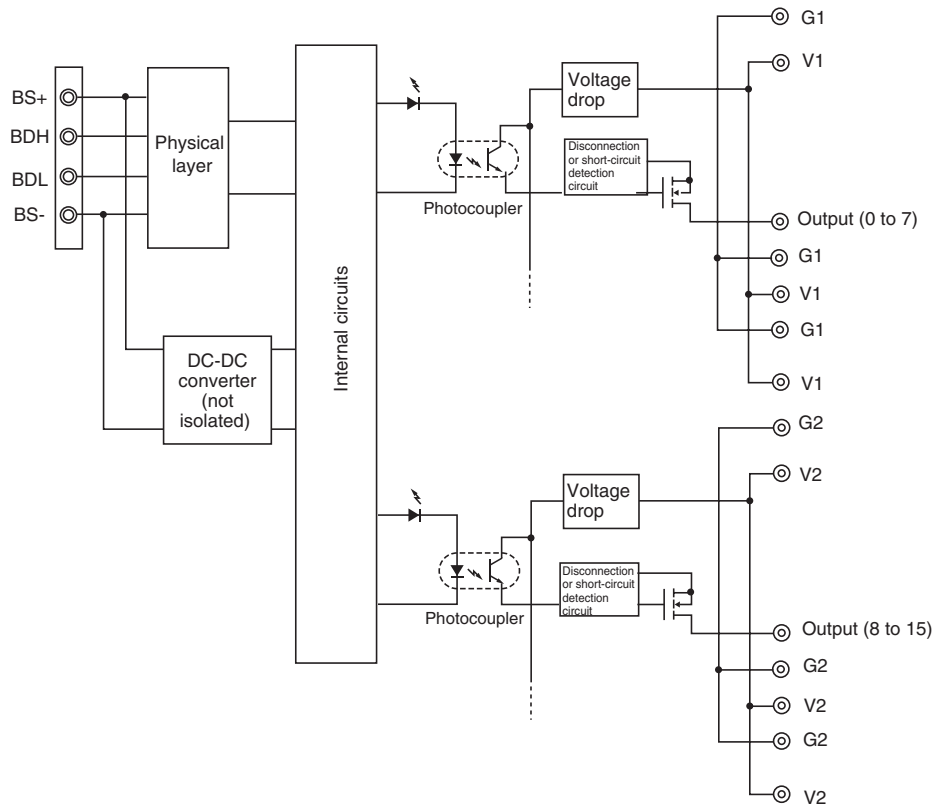 G1
V1
BS+
BDH
BDL
BS-
Physical
layer
Voltage
drop
Disconnection
or short-circuit
detection
circuit
Photocoupler
Output (0 to 7)
G1
V1
G1
V1
Internal circuits
DC-DC
converter
(not
isolated)
G2
V2
Voltage
drop
Disconnection
or short-circuit
detection
circuit
Photocoupler
Output (8 to 15)
G2
V2
G2
V2